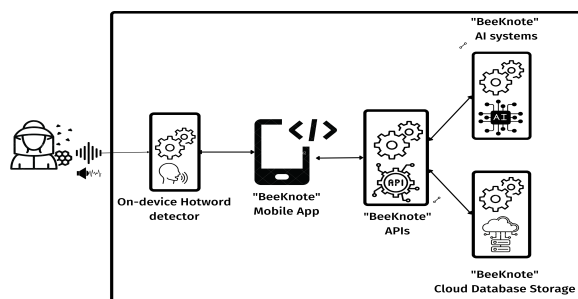 "BeeKnote"
AI systems
AI
</>
API
On-device Hotword
detector
"BeeKnote"
Mobile App
"BeeKnote"
APIs
"BeeKnote"
Cloud Database Storage